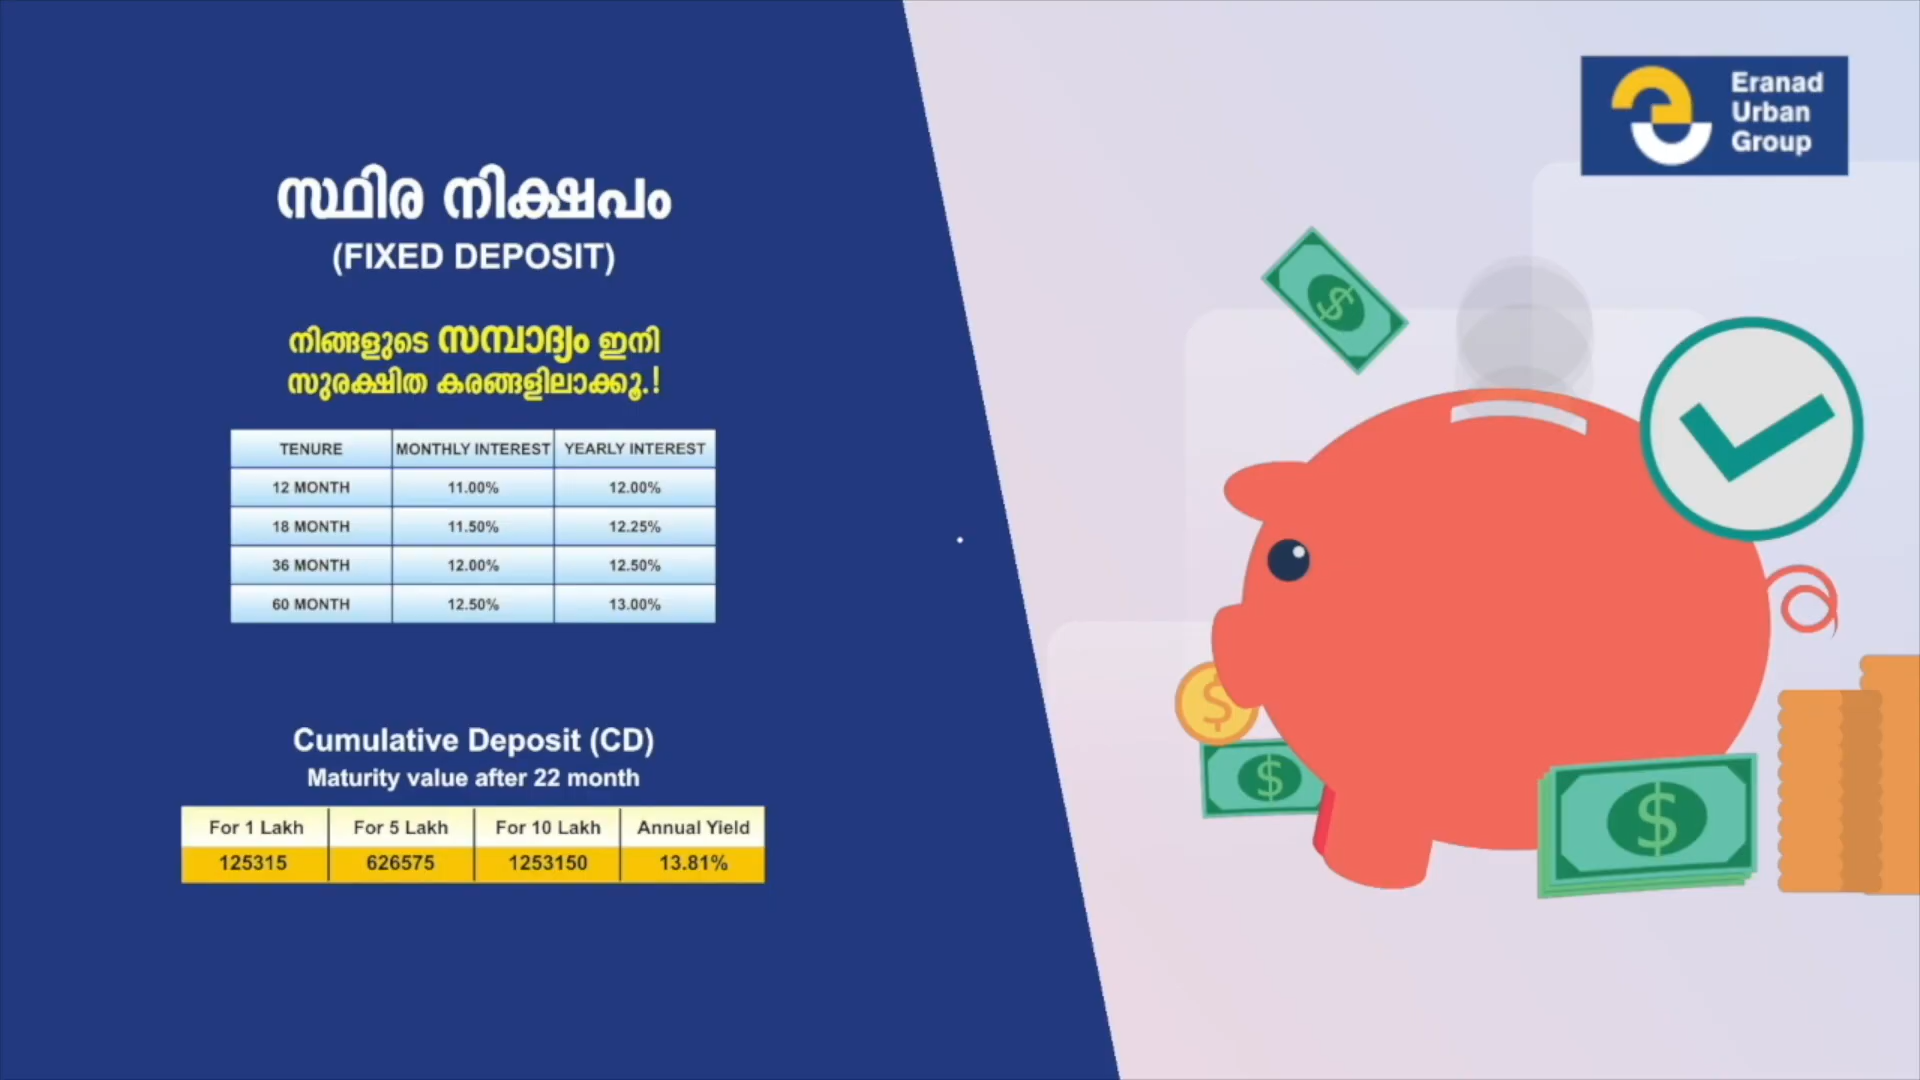 സ്ഥിര നിക്ഷപം
(FIXED DEPOSIT)
നിങ്ങളുടെ സമ്പാദ്യം ഇനി
സുരക്ഷിത കരങ്ങളിലാക്കൂ.!
TENURE MONTHLY INTEREST YEARLY INTEREST
12 MONTH 11.00% 12.00%
18 MONTH 11.50% 12.25%
36 MONTH 12.00% 12.50%
60 MONTH 12.50% 13.00%
Cumulative Deposit (CD)
Maturity value after 22 month
For 1 Lakh For 5 Lakh For 10 Lakh Annual Yield
125315 626575 1253150 13.81%
Eranad
Urban
Group
$
$
$
$